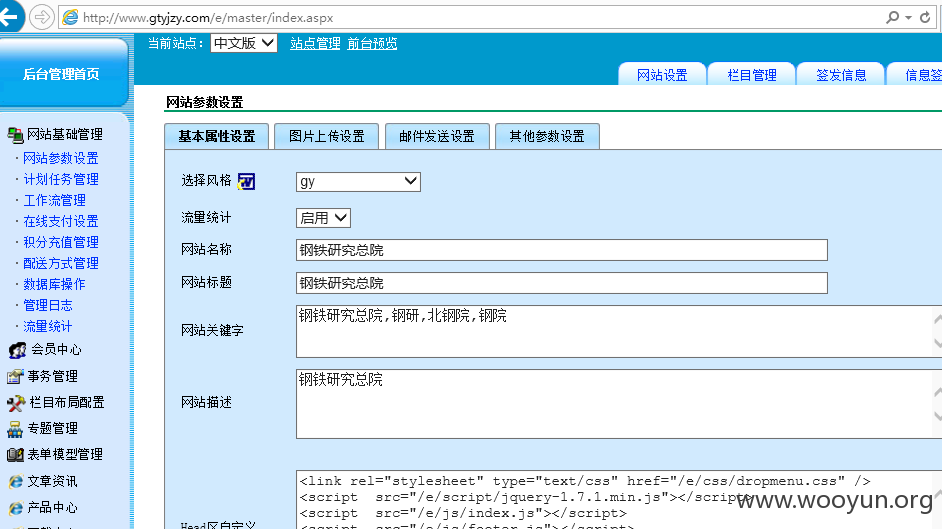 http://www.gtyjzy.com/e/master/index.aspx
当前站点： 中文版 站点管理 前台预览
后台管理首页
网站设置 栏目管理 签发信息 信息签
网站参数设置
基本属性设置 图片上传设置 邮件发送设置 其他参数设置
网站基础管理
· 网站参数设置
· 计划任务管理
· 工作流管理
· 在线支付设置
· 积分充值管理
· 配送方式管理
· 数据库操作
· 管理日志
· 流量统计
会员中心
事务管理
栏目布局配置
专题管理
表单模型管理
文章资讯
产品中心
选择风格 gy
流量统计 启用
网站名称 钢铁研究总院
网站标题 钢铁研究总院
网站关键字 钢铁研究总院,钢研,北钢院,钢院
网站描述 钢铁研究总院
Head区自定义
<link rel="stylesheet" type="text/css" href="/e/css/dropmenu.css" />
<script  src="/e/script/jquery-1.7.1.min.js"></script>
<script  src="/e/js/index.js"></script>
<script  src="/e/js/footer.js"></script>
www.wooyun.org